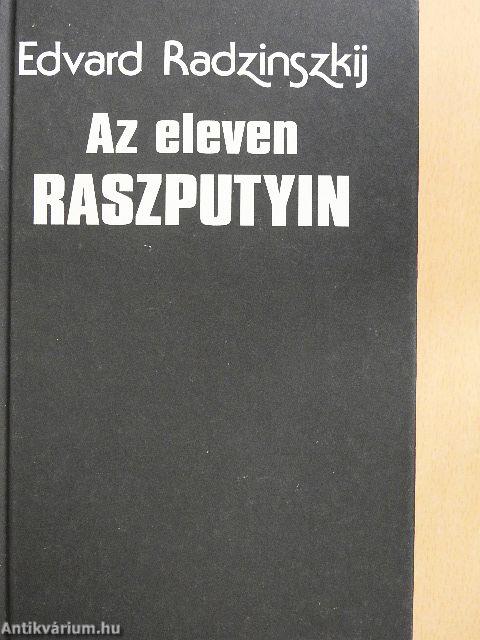 Edvard Radzinszkij
Az eleven
RASZPUTYIN
Antikvárium.hu